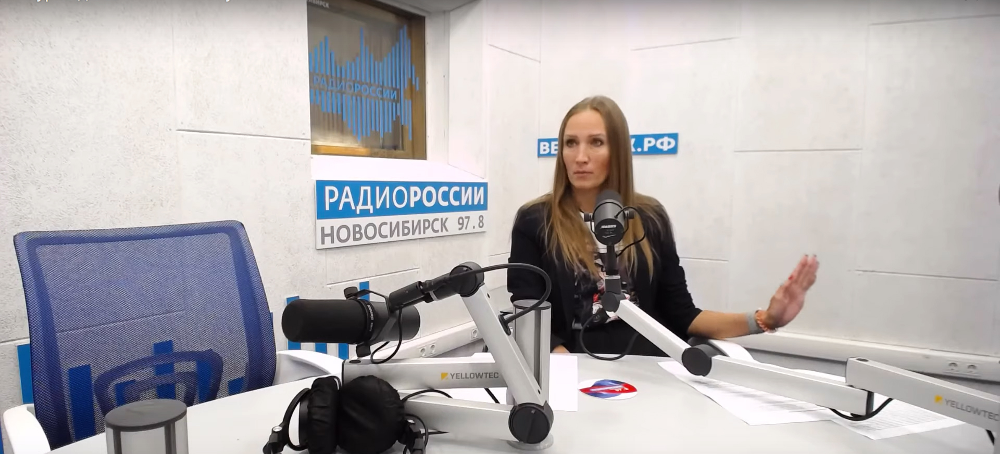 РАДИОРОССИИ
ВЕ
.РФ
РАДИОРОССИИ
НОВОСИБИРСК 97.8
YELLOWTEC
YELLOWTEC